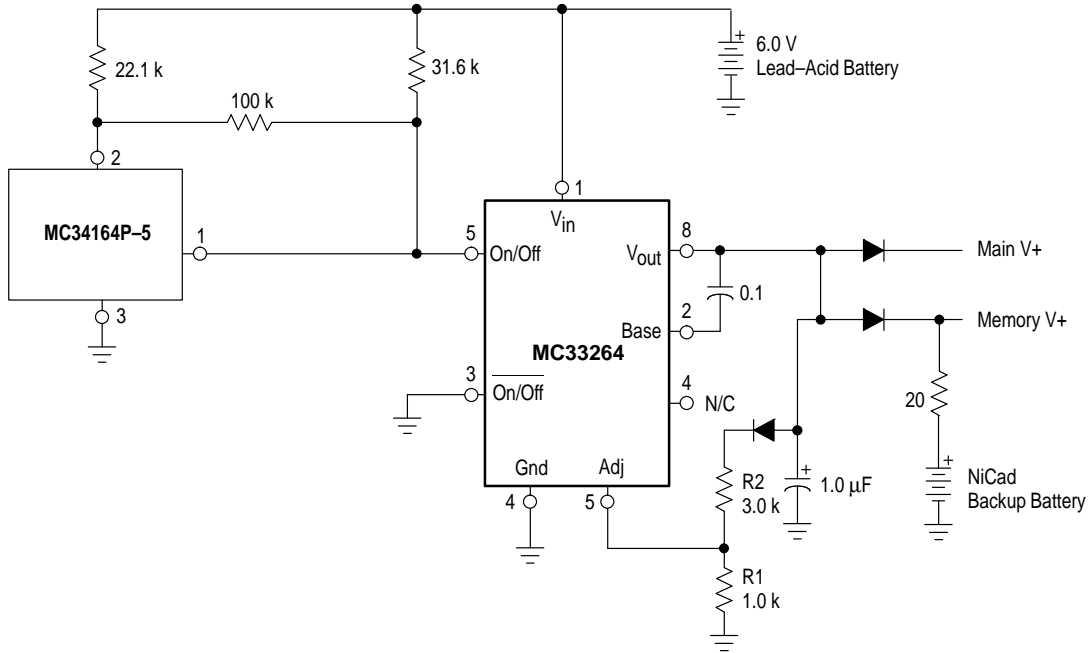 6.0 V
Lead–Acid Battery
22.1 k
31.6 k
100 k
2
MC34164P–5
1
3
1
Vin
5
On/Off
Vout
8
Main V+
0.1
Base
2
Memory V+
MC33264
3
On/Off
4
N/C
20
Gnd
Adj
4
5
R2
3.0 k
1.0 µF
NiCad
Backup Battery
R1
1.0 k
+
+
+